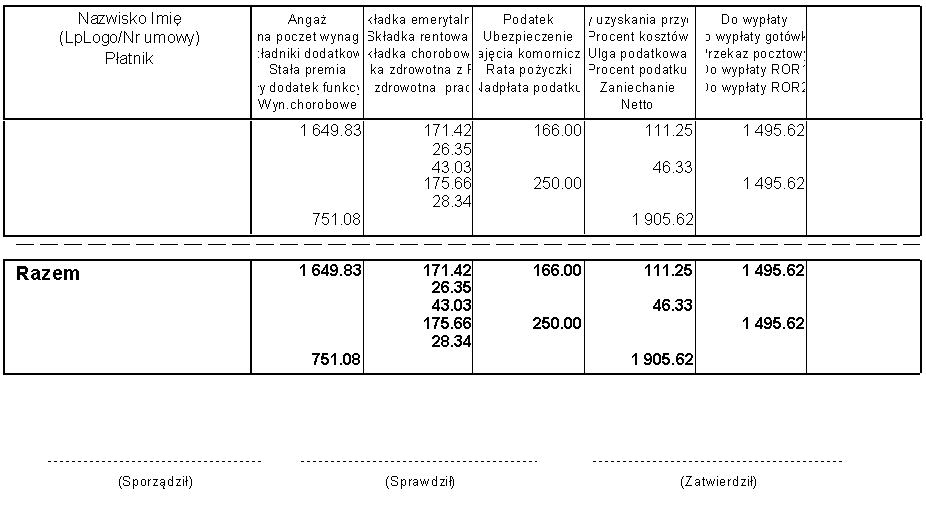 Nazwisko Imię
(LpLogo/Nr umowy)
Płatnik
Angaż
na poczet wynag
kładniki dodatkow
Stała premia
y dodatek funkcy
Wyn.chorobowe
kładka emerytaln
Składka rentowa
kładka chorobow
ka zdrowotna z
zdrowotna prac
Podatek
Ubezpieczenie
ajęcia komornicz
Rata pożyczki
Nadpłata podatku
y uzyskania przy
Procent kosztów
Ulga podatkowa
Procent podatku
Zaniechanie
Netto
Do wypłaty
o wypłaty gotówk
Przekaz pocztowy
Do wypłaty ROR1
Do wypłaty ROR2
1 649.83 171.42 166.00 111.25 1 495.62
26.35
43.03 46.33
175.66 250.00 1 495.62
28.34
751.08 1 905.62
Razem 1 649.83 171.42 166.00 111.25 1 495.62
26.35
43.03 46.33
175.66 250.00 1 495.62
28.34
751.08 1 905.62
(Sporządził) (Sprawdził) (Zatwierdził)